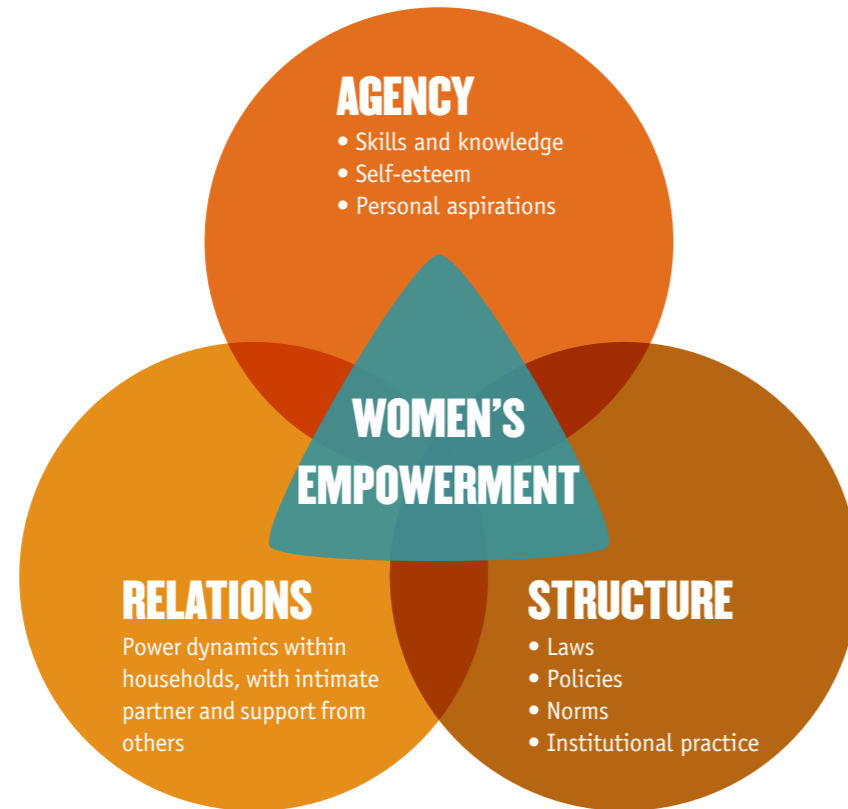 AGENCY
• Skills and knowledge
• Self-esteem
• Personal aspirations
WOMEN’S
EMPOWERMENT
RELATIONS
Power dynamics within
households, with intimate
partner and support from
others
STRUCTURE
• Laws
• Policies
• Norms
• Institutional practice